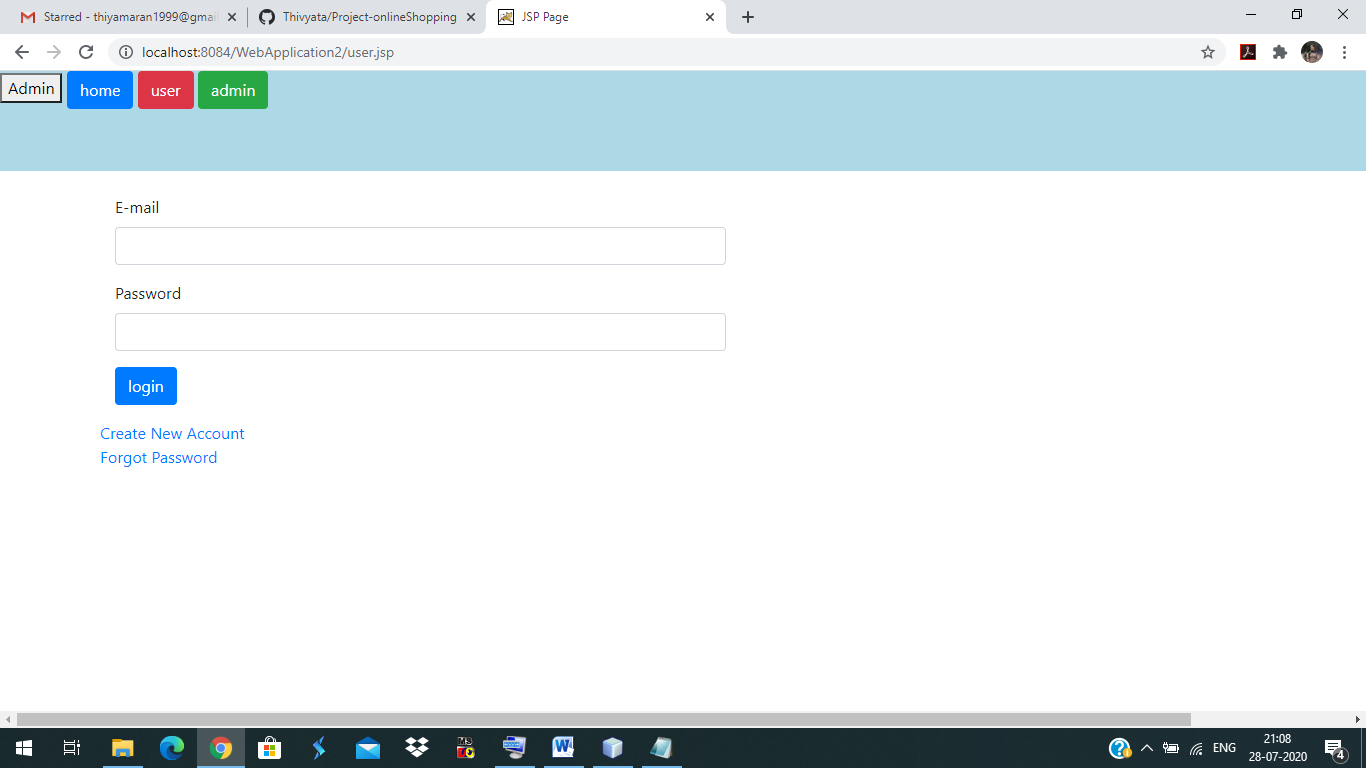 Starred - thiyamaran1999@gmai
Thivyata/Project-onlineShopping
JSP Page
localhost:8084/WebApplication2/user.jsp
Admin home user admin
E-mail
Password
login
Create New Account
Forgot Password
ENG
21:08
28-07-2020
4